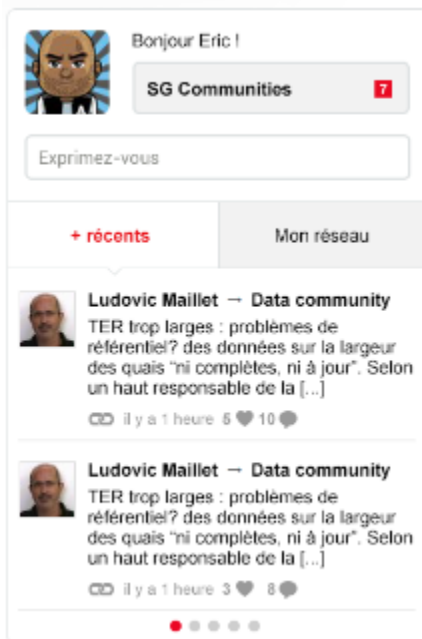 Bonjour Eric !
SG Communities 7
Exprimez-vous
+ récents Mon réseau
Ludovic Maillet → Data community
TER trop larges : problèmes de
référentiel? des données sur la largeur
des quais "ni complètes, ni à jour". Selon
un haut responsable de la [...]
il y a 1 heure 5 10
Ludovic Maillet → Data community
TER trop larges : problèmes de
référentiel? des données sur la largeur
des quais "ni complètes, ni à jour". Selon
un haut responsable de la [...]
il y a 1 heure 3 8